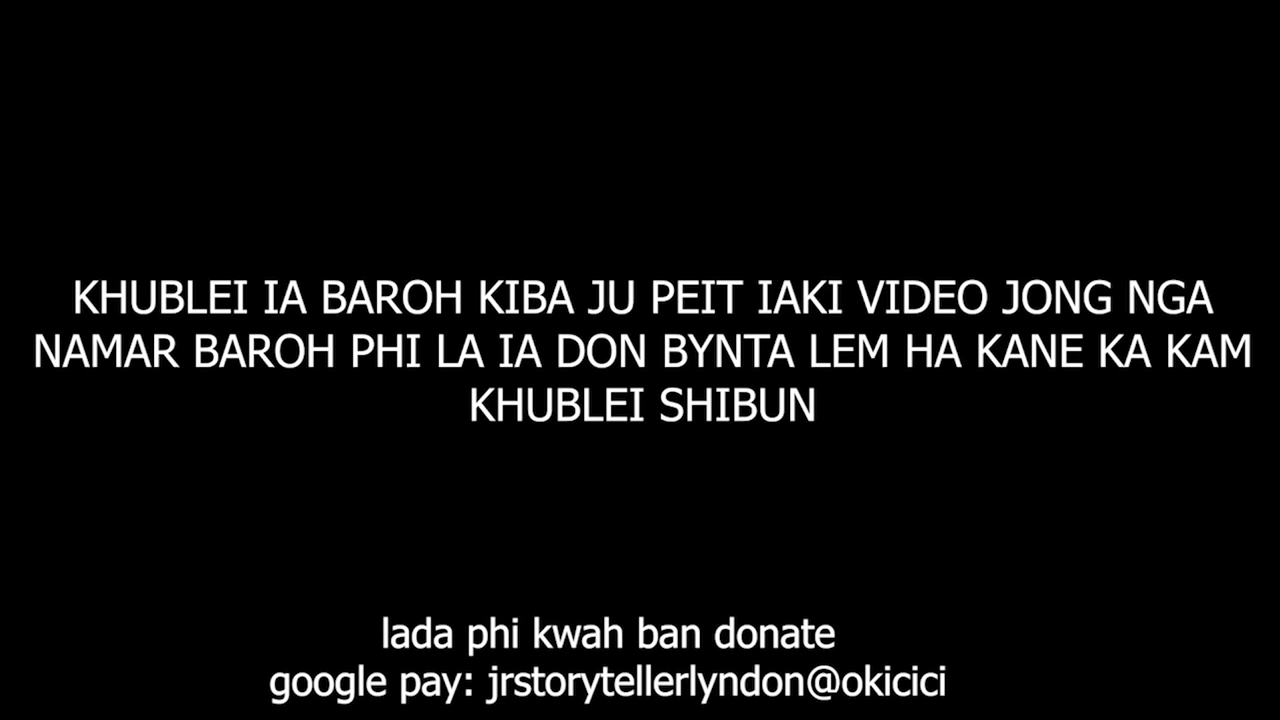 KHUBLEI IA BAROH KIBA JU PEIT IAKI VIDEO JONG NGA
NAMAR BAROH PHI LA IA DON BYNTA LEM HA KANE KA KAM
KHUBLEI SHIBUN
lada phi kwah ban donate
google pay: jrstorytellerlyndon@okicici